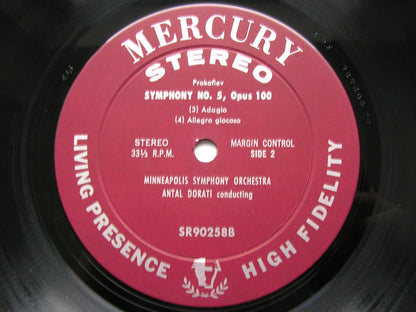 MERCURY
STEREO
Prokofiev
SYMPHONY NO. 5, Opus 100
(3) Adagio
(4) Allegro giocoso
STEREO
33⅓ R.P.M.
MARGIN CONTROL
SIDE 2
MINNEAPOLIS SYMPHONY ORCHESTRA
ANTAL DORATI conducting
SR90258B
LIVING PRESENCE
HIGH FIDELITY